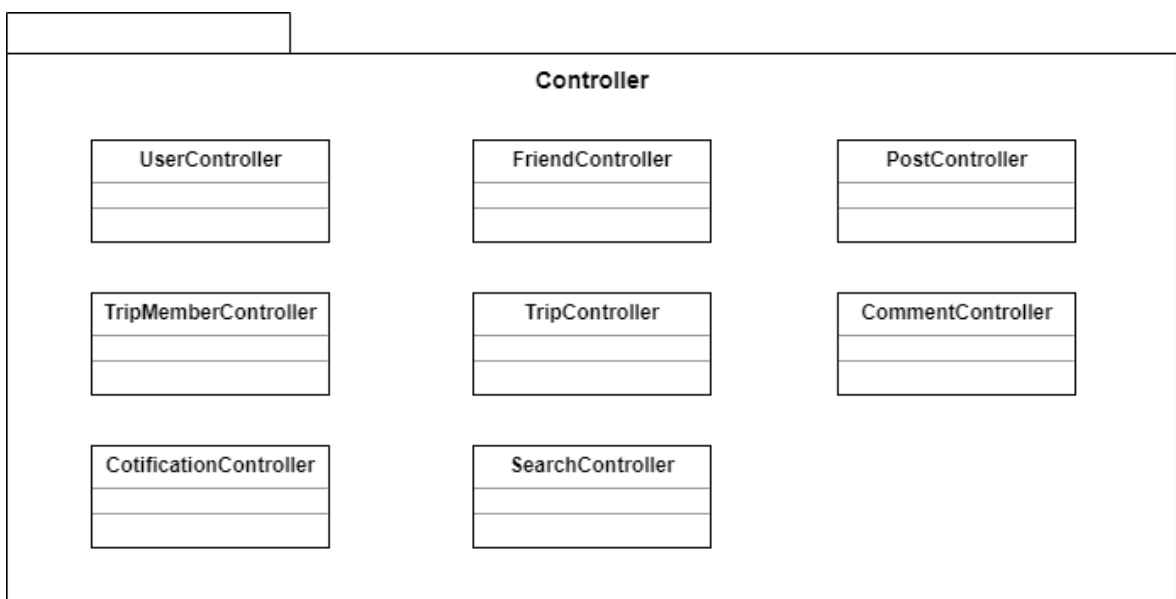 Controller
UserController
FriendController
PostController
TripMemberController
TripController
CommentController
CotificationController
SearchController